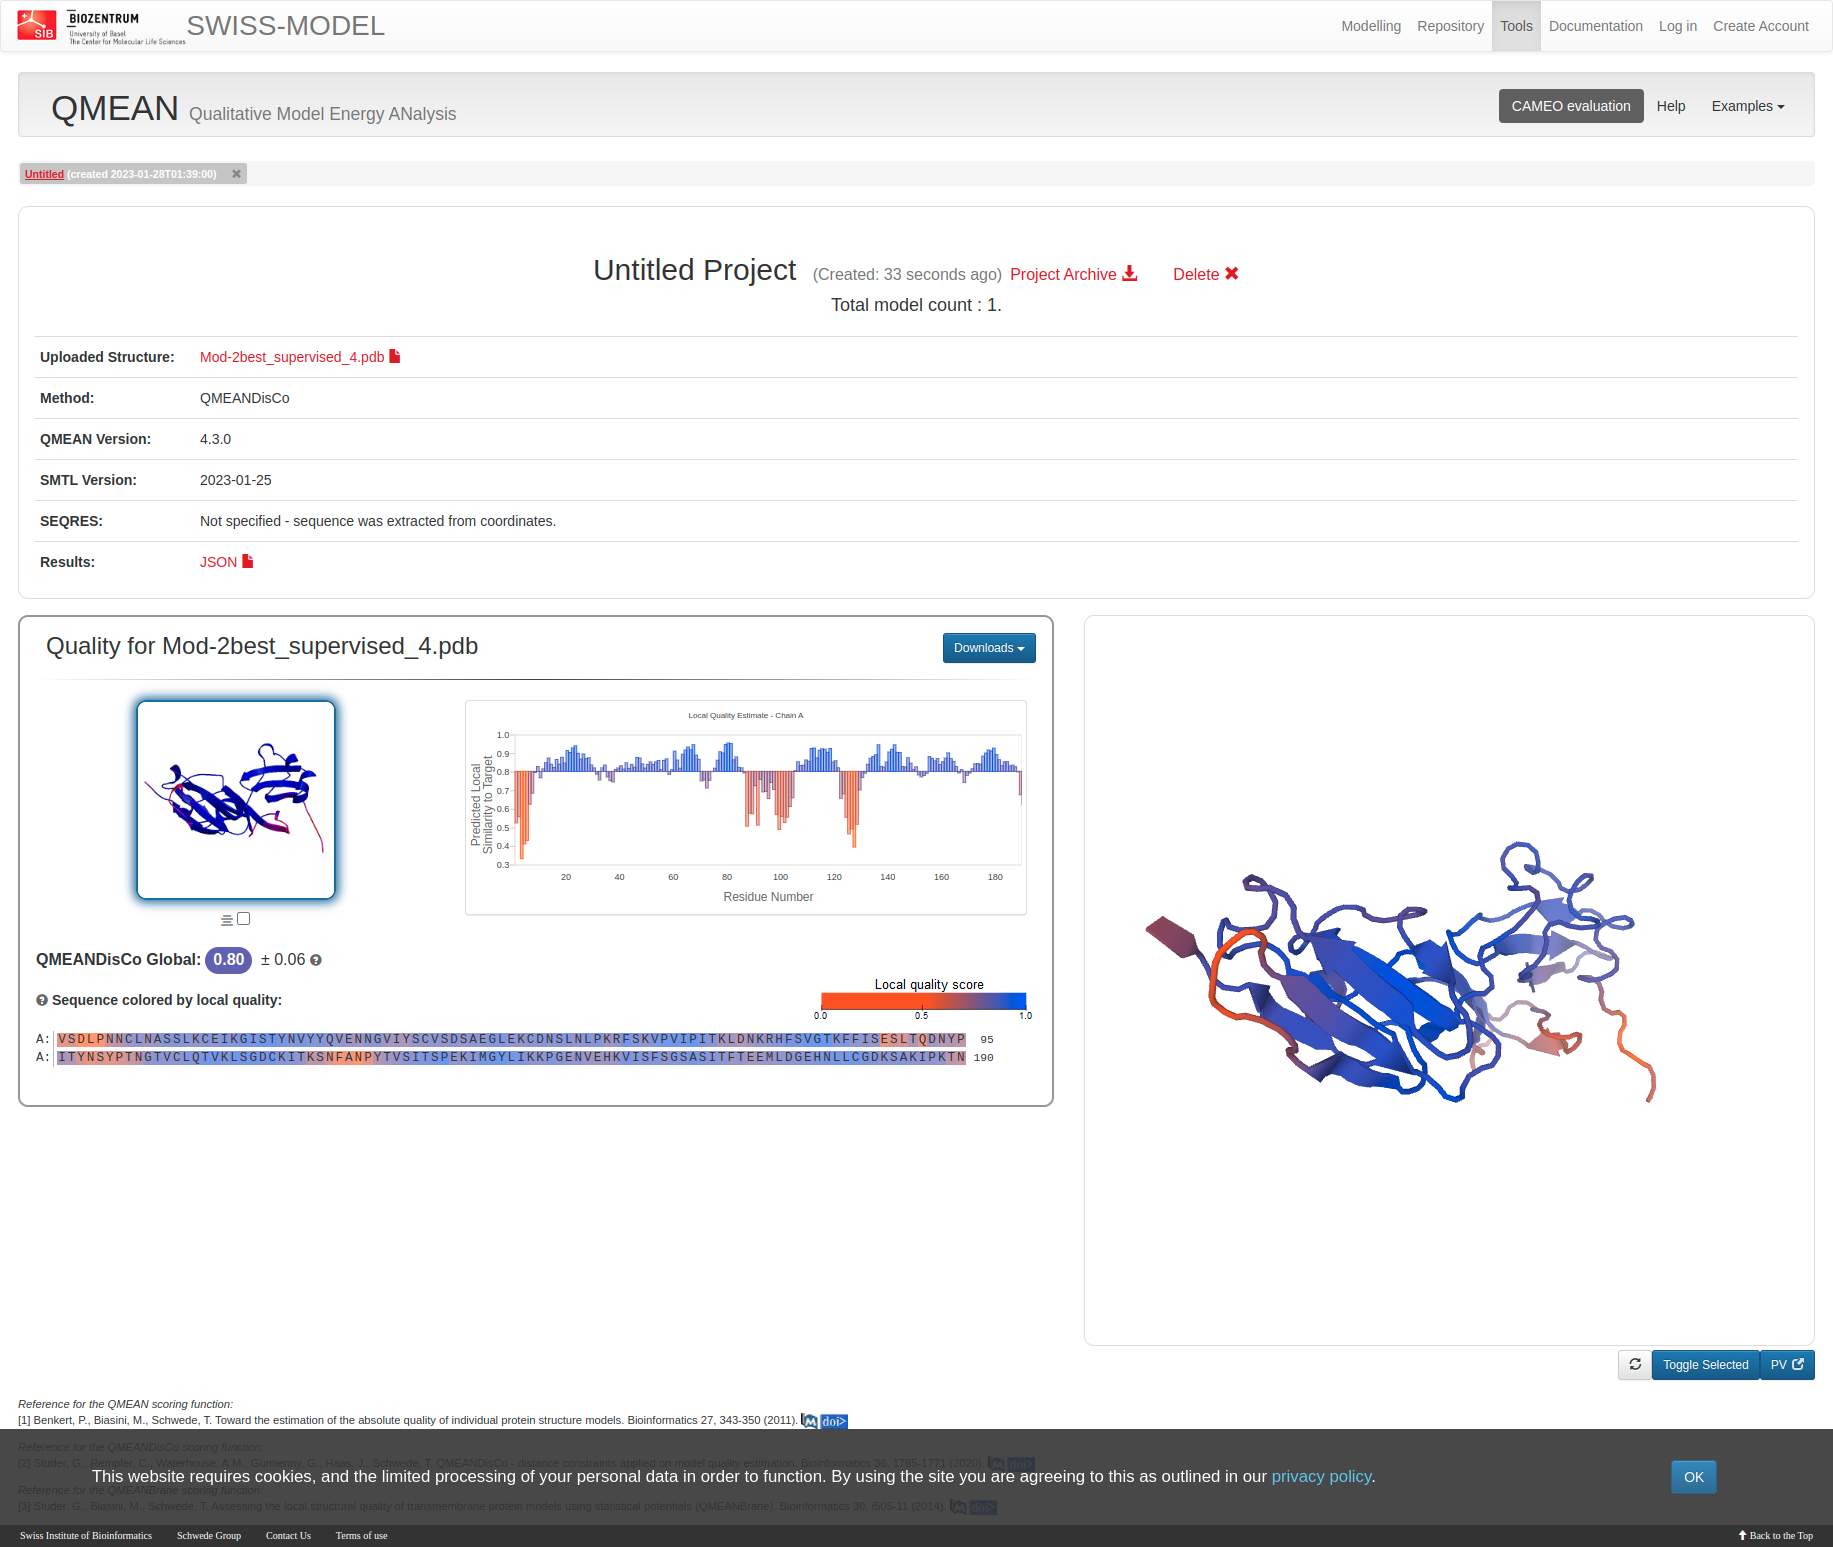 SIB
BIOZENTRUM
University of Basel
The Center for Molecular Life Sciences
SWISS-MODEL
Modelling Repository Tools Documentation Log in Create Account
QMEAN Qualitative Model Energy ANalysis
CAMEO evaluation Help Examples
Untitled (created 2023-01-28T01:39:00)
Untitled Project (Created: 33 seconds ago) Project Archive Delete
Total model count : 1.
Uploaded Structure: Mod-2best_supervised_4.pdb
Method: QMEANDisCo
QMEAN Version: 4.3.0
SMTL Version: 2023-01-25
SEQRES: Not specified - sequence was extracted from coordinates.
Results: JSON
Quality for Mod-2best_supervised_4.pdb
Downloads
Local Quality Estimate - Chain A
Predicted Local
Similarity to Target
1.0
0.9
0.8
0.7
0.6
0.5
0.4
0.3
20 40 60 80 100 120 140 160 180
Residue Number
QMEANDisCo Global: 0.80 ± 0.06
Local quality score
0.0 0.5 1.0
Sequence colored by local quality:
A: VSDLPNNCLNASSLKCEIKGISTYNVYYQVENNGVIYSCVSDSAEGLEKCDNSLNLPKRFSKVPVIPITKLDNKRHFSVGTKFFISESLTQDNYP 95
A: ITYNSYPTNGTVCLQTVKLSGDCKITKSNFANPYTVSITSPEKIMGYLIKKPGENVEHKVISFSGSASITFTEEMLDGEHNLLCGDKSAKIPKTN 190
Toggle Selected
PV
Reference for the QMEAN scoring function:
[1] Benkert, P., Biasini, M., Schwede, T. Toward the estimation of the absolute quality of individual protein structure models. Bioinformatics 27, 343-350 (2011). M doi>
Reference for the QMEANDisCo scoring function:
[2] Studer, G., Rempfer, C., Waterhouse, A.M., Gumienny, G., Haas, J., Schwede, T. QMEANDisCo - distance constraints applied on model quality estimation. Bioinformatics 36, 1765-1771 (2020). M doi>
This website requires cookies, and the limited processing of your personal data in order to function. By using the site you are agreeing to this as outlined in our privacy policy.
OK
Reference for the QMEANBrane scoring function:
[3] Studer, G., Biasini, M., Schwede, T. Assessing the local structural quality of transmembrane protein models using statistical potentials (QMEANBrane). Bioinformatics 30, i505-11 (2014). M doi>
Swiss Institute of Bioinformatics Schwede Group Contact Us Terms of use
Back to the Top